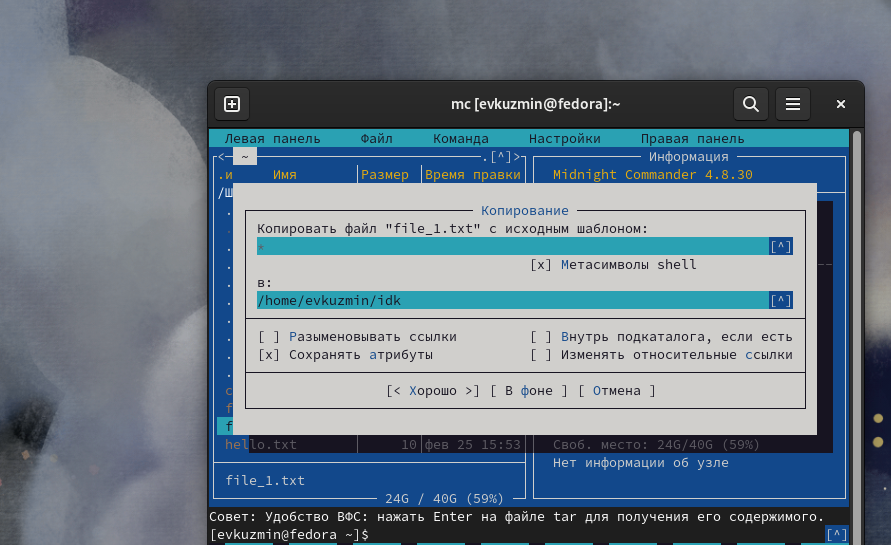 mc [evkuzmin@fedora]:~
Левая панель Файл Команда Настройки Правая панель
<- ~ .[^]> Информация
.и Имя Размер Время правки Midnight Commander 4.8.30
Копирование
Копировать файл "file_1.txt" с исходным шаблоном:
* [^]
[x] Метасимволы shell
в:
/home/evkuzmin/idk [^]
[ ] Разыменовывать ссылки [ ] Внутрь подкаталога, если есть
[x] Сохранять атрибуты [ ] Изменять относительные ссылки
[< Хорошо >] [ В фоне ] [ Отмена ]
hello.txt 10 фев 25 15:53 Своб. место: 24G/40G (59%)
Нет информации об узле
file_1.txt
24G / 40G (59%)
Совет: Удобство ВФС: нажать Enter на файле tar для получения его содержимого.
[evkuzmin@fedora ~]$ [^]